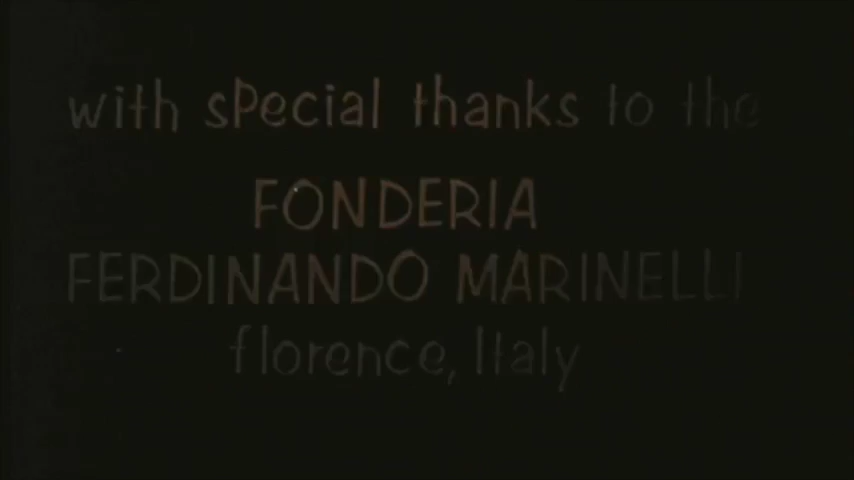 with sPecial thanks to the
FONDERIA
FERDINANDO MARINELLI
florence, Italy